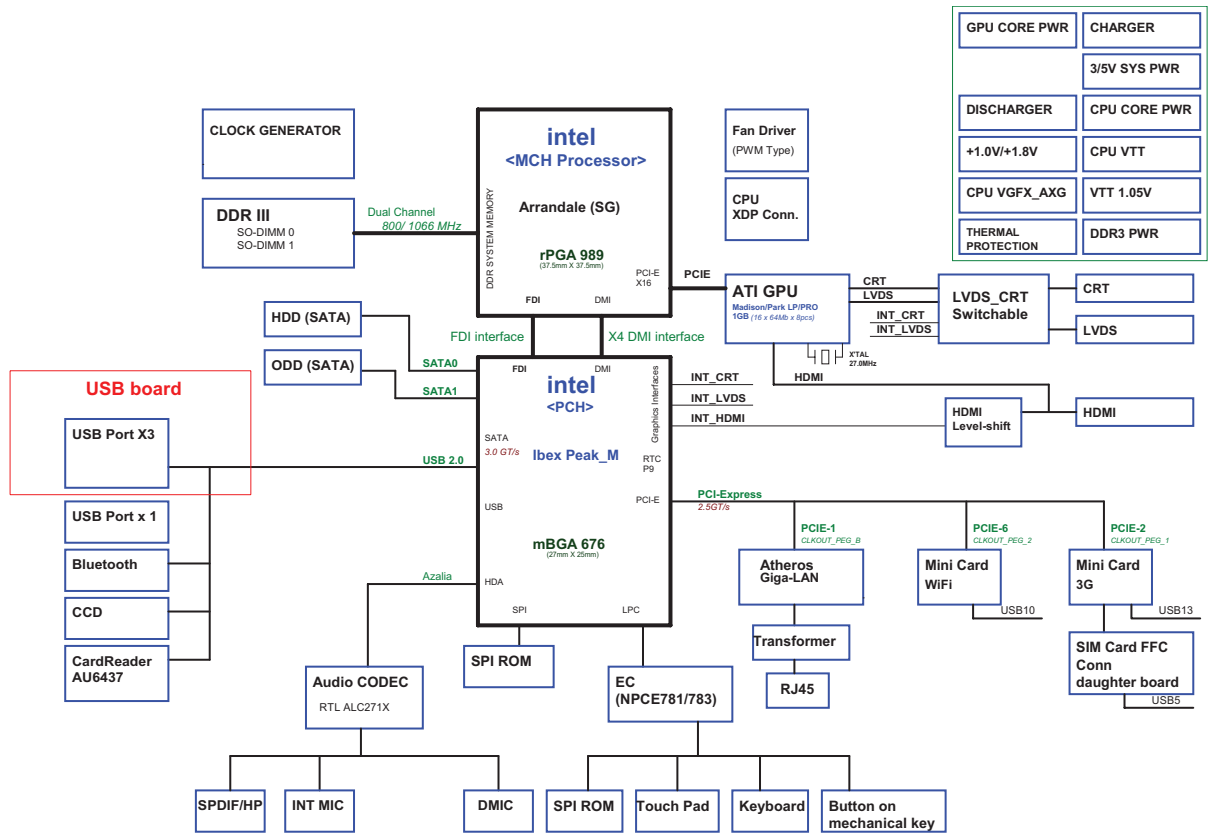 GPU CORE PWR
CHARGER
3/5V SYS PWR
DISCHARGER
CPU CORE PWR
+1.0V/+1.8V
CPU VTT
CPU VGFX_AXG
VTT 1.05V
THERMAL
PROTECTION
DDR3 PWR
CLOCK GENERATOR
intel
<MCH Processor>
Arrandale (SG)
rPGA 989
(37.5mm X 37.5mm)
DDR SYSTEM MEMORY
PCI-E
X16
FDI
DMI
Fan Driver
(PWM Type)
CPU
XDP Conn.
DDR III
SO-DIMM 0
SO-DIMM 1
Dual Channel
800/ 1066 MHz
PCIE
ATI GPU
Madison/Park LP/PRO
1GB (16 x 64Mb x 8pcs)
CRT
LVDS
INT_CRT
INT_LVDS
LVDS_CRT
Switchable
CRT
LVDS
X'TAL
27.0MHz
HDMI
HDD (SATA)
ODD (SATA)
FDI interface
X4 DMI interface
SATA0
SATA1
FDI
DMI
intel
<PCH>
Graphics Interfaces
INT_CRT
INT_LVDS
INT_HDMI
HDMI
Level-shift
HDMI
USB board
USB Port X3
USB 2.0
SATA
3.0 GT/s
Ibex Peak_M
RTC
P9
PCI-E
USB
mBGA 676
(27mm X 25mm)
HDA
SPI
LPC
PCI-Express
2.5GT/s
USB Port x 1
Bluetooth
CCD
CardReader
AU6437
Azalia
PCIE-1
CLKOUT_PEG_B
PCIE-6
CLKOUT_PEG_2
PCIE-2
CLKOUT_PEG_1
Atheros
Giga-LAN
Mini Card
WiFi
Mini Card
3G
USB10
USB13
Transformer
RJ45
SIM Card FFC
Conn
daughter board
USB5
SPI ROM
EC
(NPCE781/783)
Audio CODEC
RTL ALC271X
SPDIF/HP
INT MIC
DMIC
SPI ROM
Touch Pad
Keyboard
Button on
mechanical key